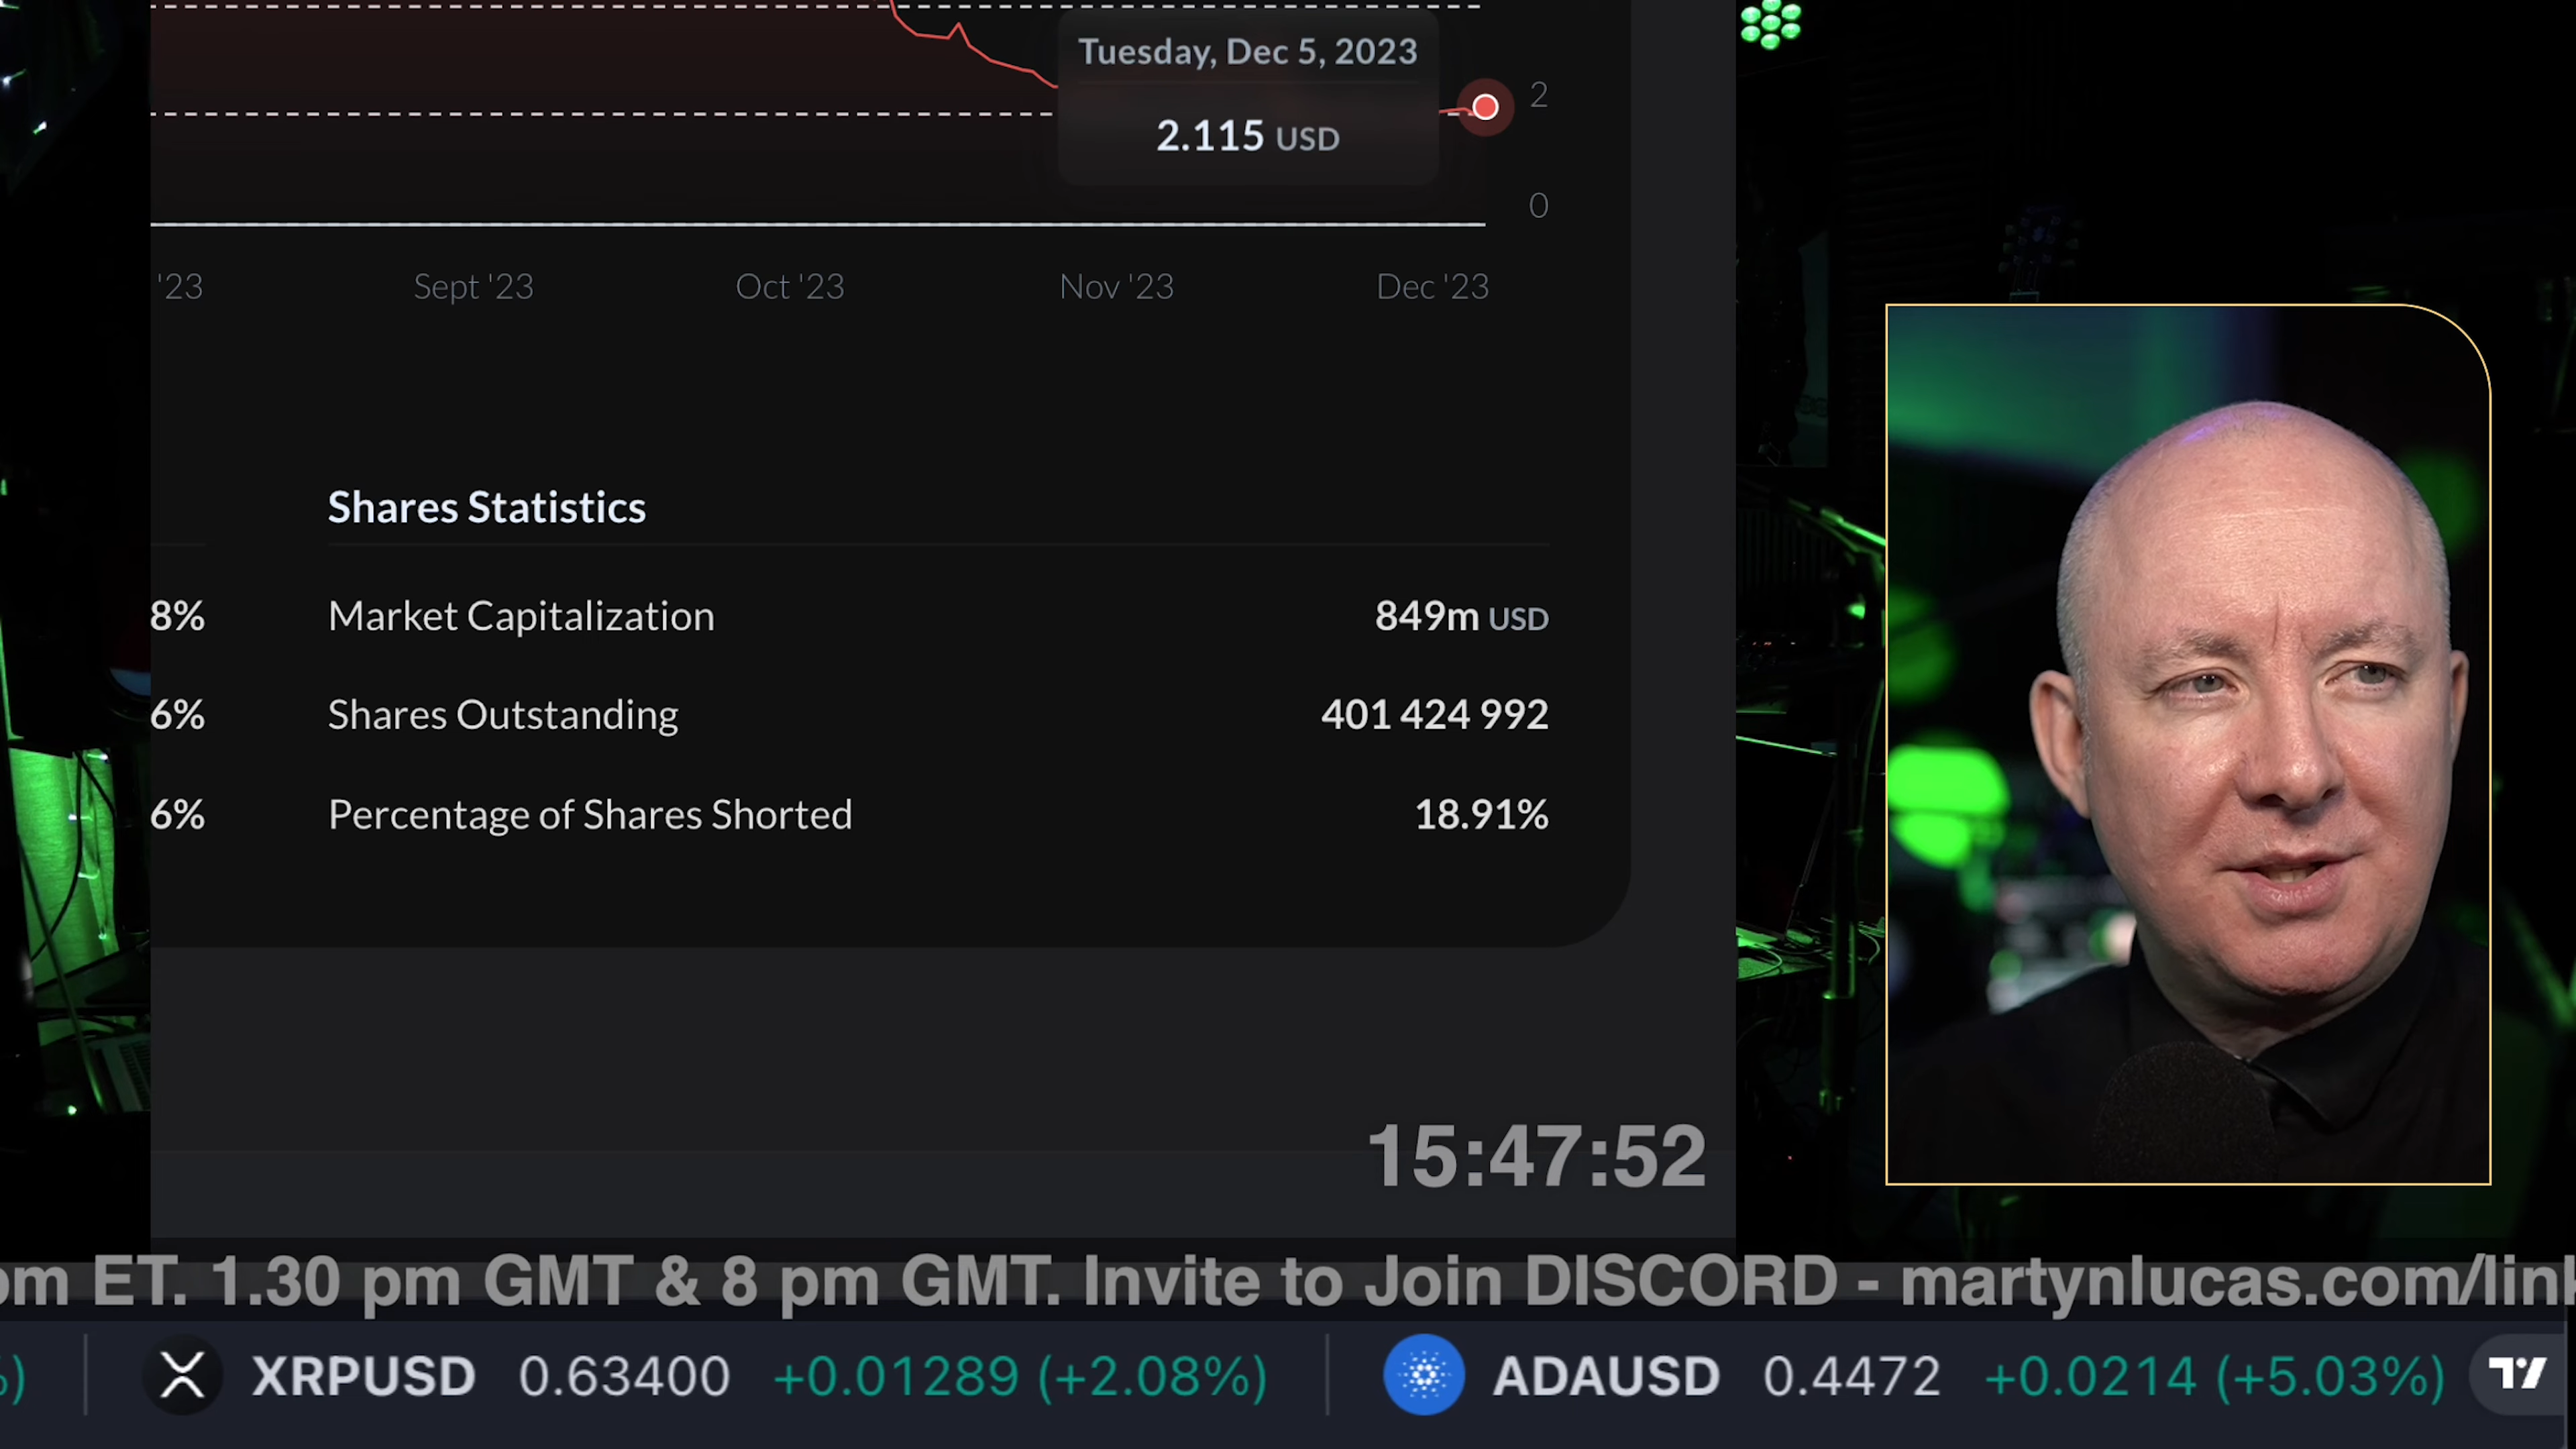 Tuesday, Dec 5, 2023
2.115 USD
2
0
'23
Sept '23
Oct '23
Nov '23
Dec '23
Shares Statistics
8%
Market Capitalization
849m USD
6%
Shares Outstanding
401 424 992
6%
Percentage of Shares Shorted
18.91%
15:47:52
pm ET. 1.30 pm GMT & 8 pm GMT. Invite to Join DISCORD - martynlucas.com/link
%) XRPUSD 0.63400 +0.01289 (+2.08%) ADAUSD 0.4472 +0.0214 (+5.03%)